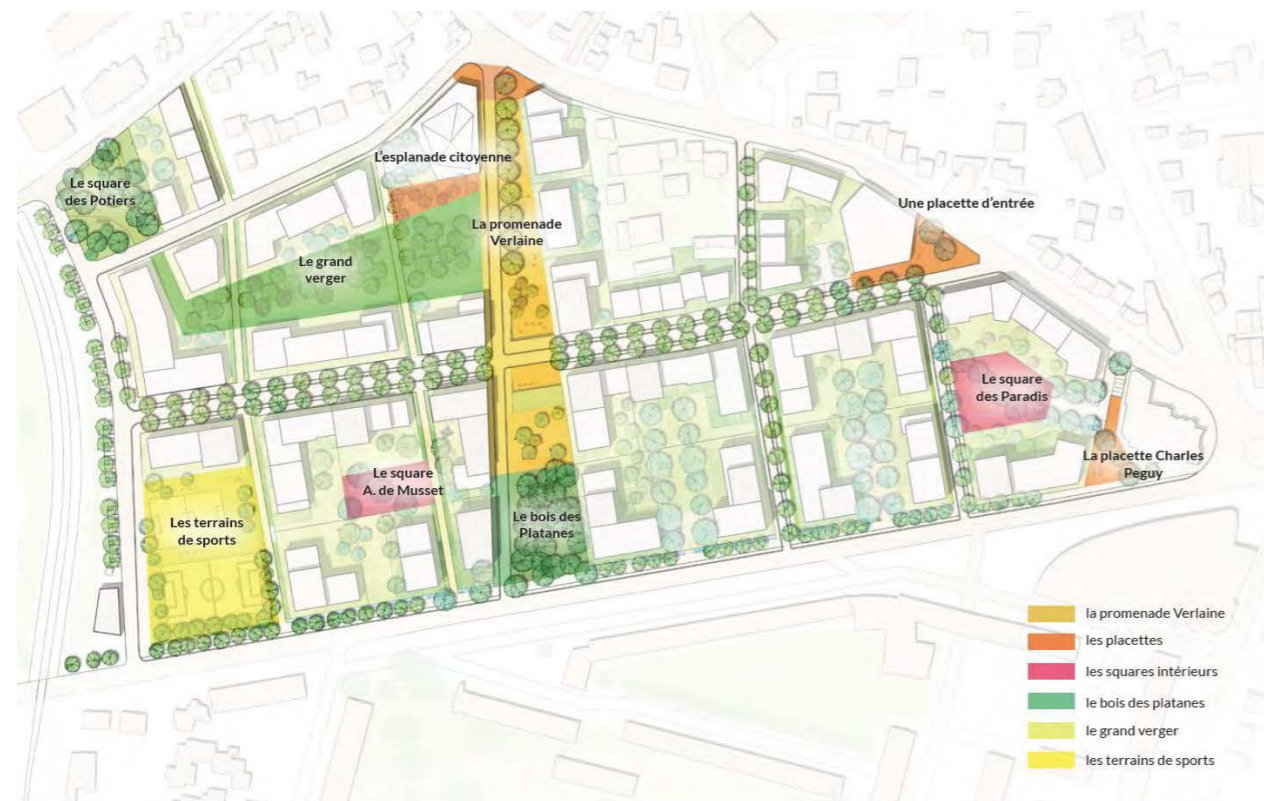 L'esplanade citoyenne
Le square
des Potiers
Une placette d'entrée
La promenade
Verlaine
Le grand
verger
Le square
des Paradis
La placette Charles
Peguy
Le square
A. de Musset
Les terrains
de sports
Le bois des
Platanes
la promenade Verlaine
les placettes
les squares intérieurs
le bois des platanes
le grand verger
les terrains de sports